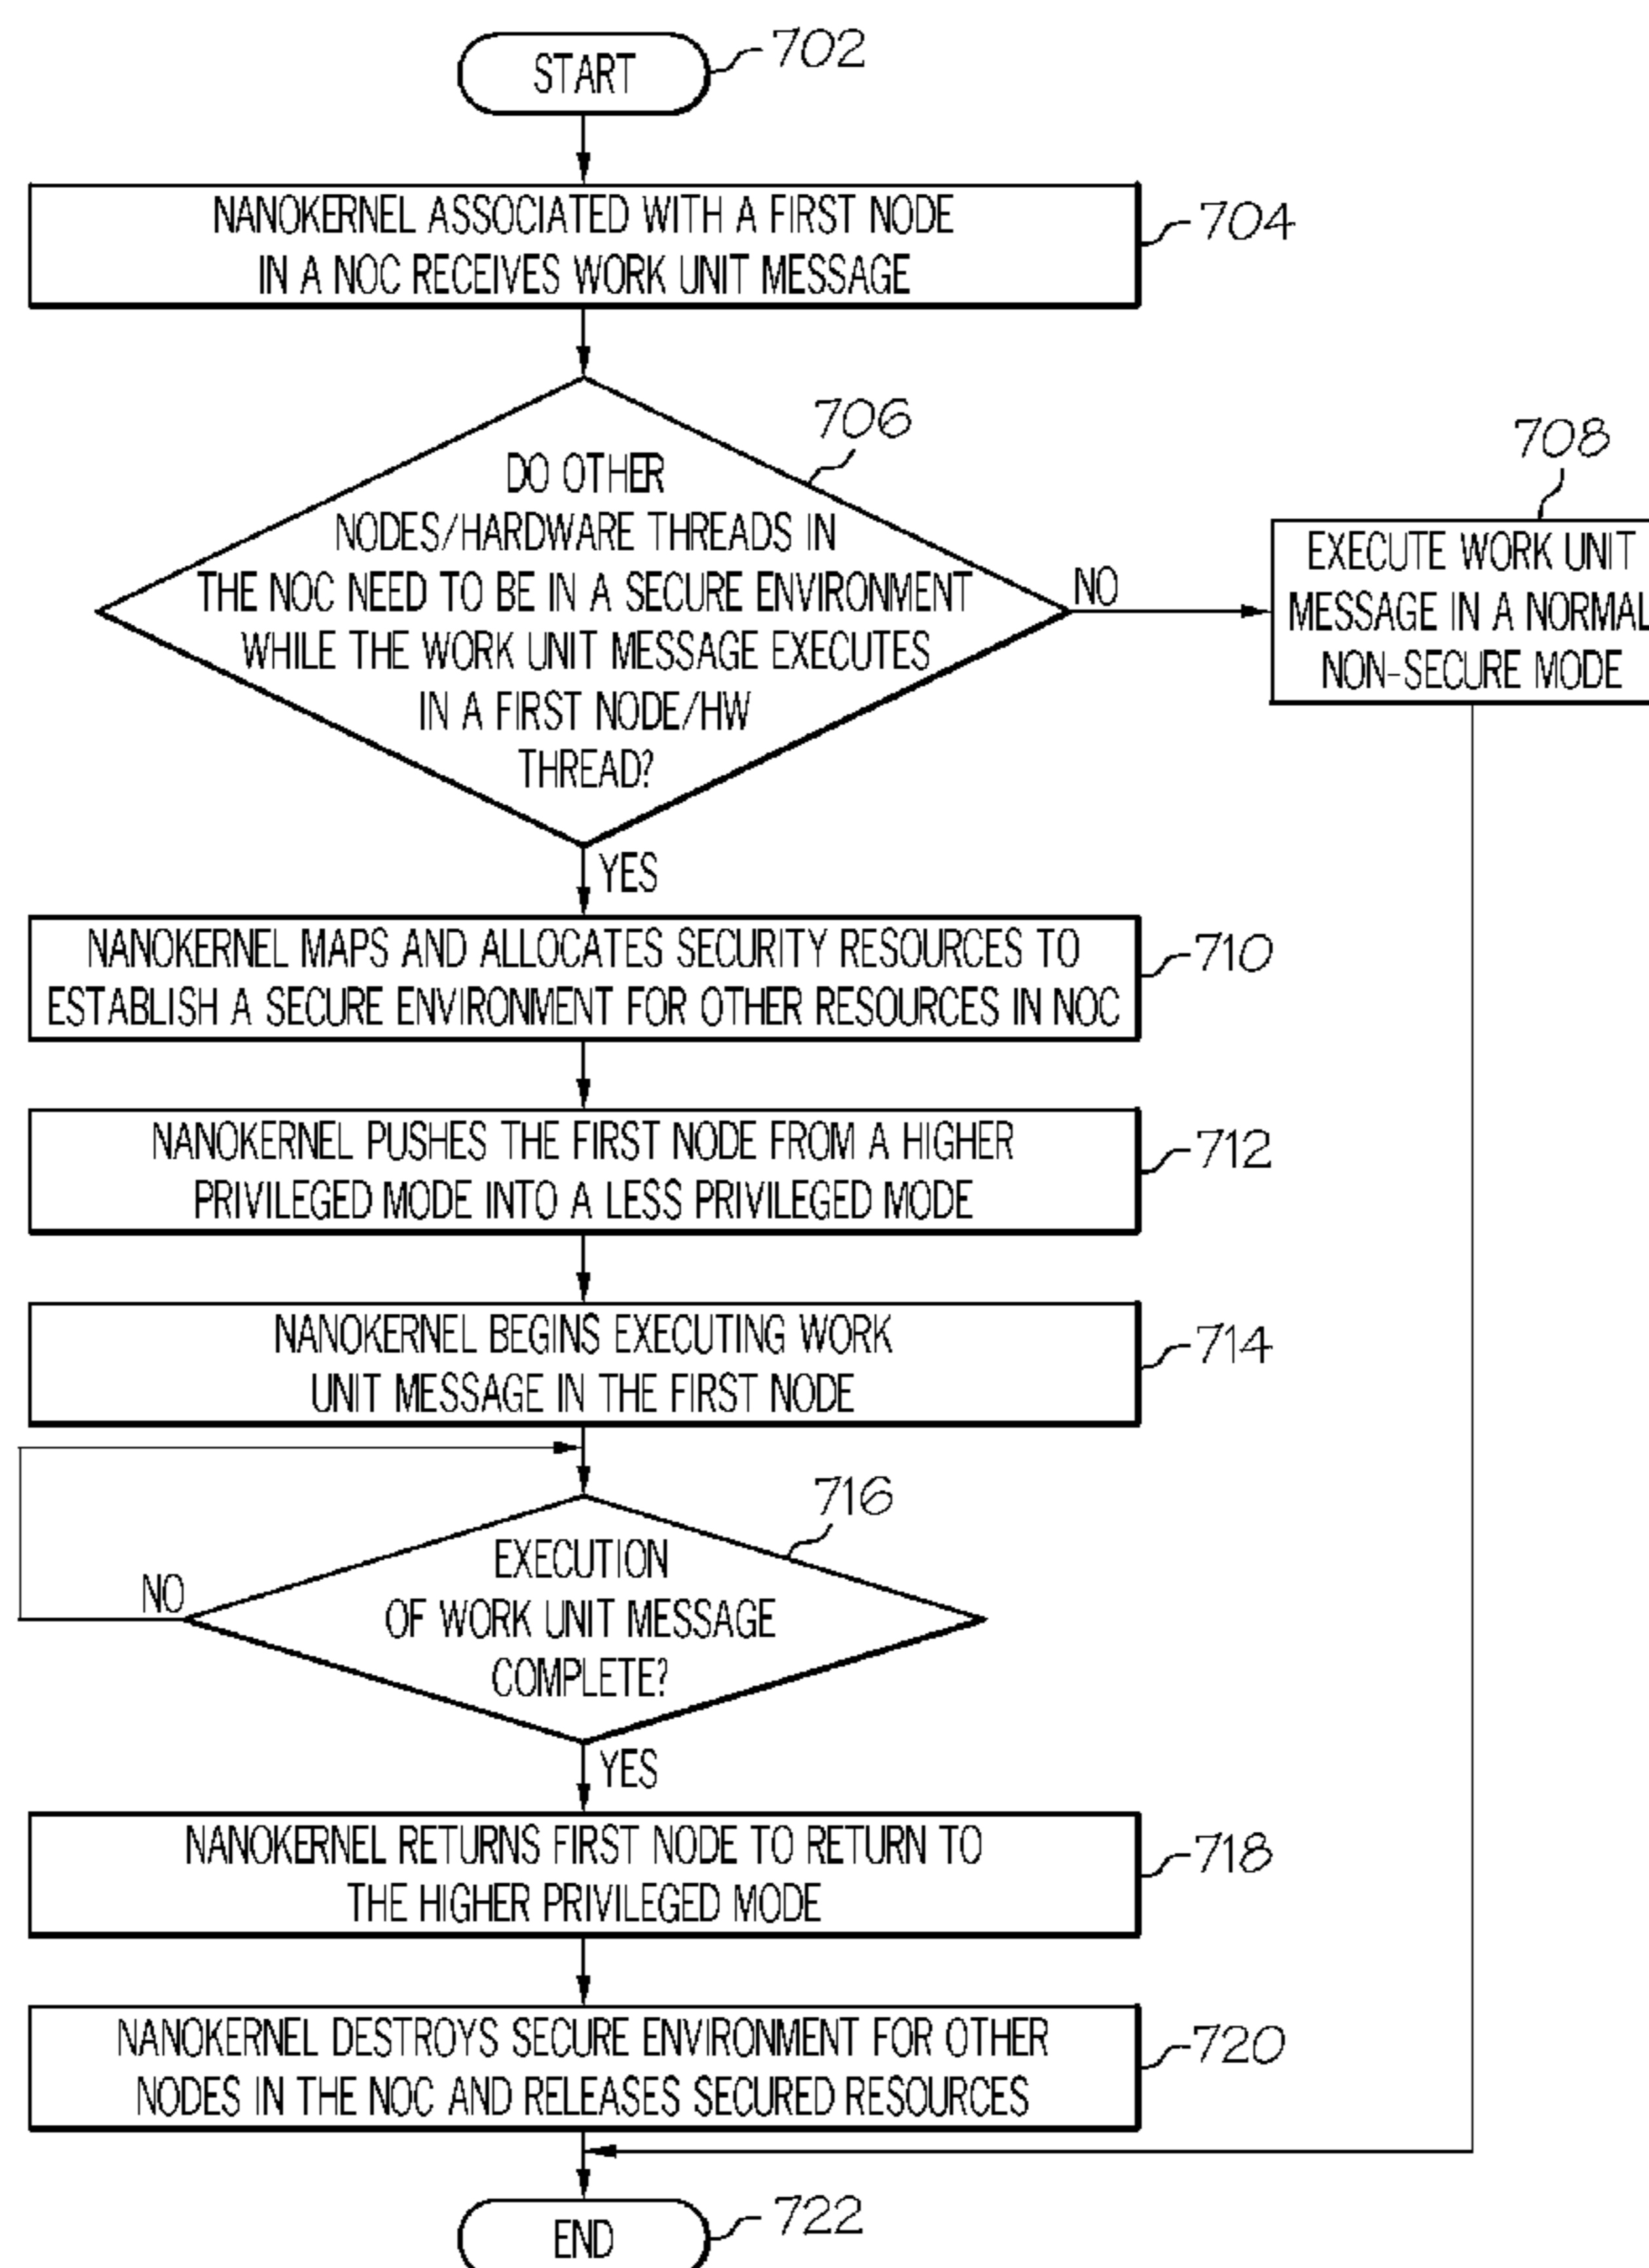 START
702
NANOKERNEL ASSOCIATED WITH A FIRST NODE
IN A NOC RECEIVES WORK UNIT MESSAGE
704
706
DO OTHER
NODES/HARDWARE THREADS IN
THE NOC NEED TO BE IN A SECURE ENVIRONMENT
WHILE THE WORK UNIT MESSAGE EXECUTES
IN A FIRST NODE/HW
THREAD?
NO
708
EXECUTE WORK UNIT
MESSAGE IN A NORMAL
NON-SECURE MODE
YES
NANOKERNEL MAPS AND ALLOCATES SECURITY RESOURCES TO
ESTABLISH A SECURE ENVIRONMENT FOR OTHER RESOURCES IN NOC
710
NANOKERNEL PUSHES THE FIRST NODE FROM A HIGHER
PRIVILEGED MODE INTO A LESS PRIVILEGED MODE
712
NANOKERNEL BEGINS EXECUTING WORK
UNIT MESSAGE IN THE FIRST NODE
714
716
EXECUTION
OF WORK UNIT MESSAGE
COMPLETE?
NO
YES
NANOKERNEL RETURNS FIRST NODE TO RETURN TO
THE HIGHER PRIVILEGED MODE
718
NANOKERNEL DESTROYS SECURE ENVIRONMENT FOR OTHER
NODES IN THE NOC AND RELEASES SECURED RESOURCES
720
END
722